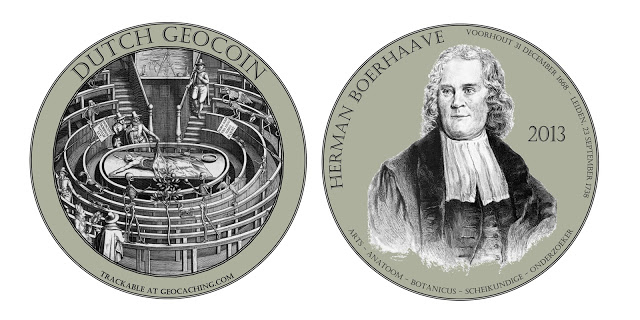 DUTCH GEOCOIN
TRACKABLE AT GEOCACHING.COM
HERMAN BOERHAAVE
VOORHOUT 31 DECEMBER 1668 - LEIDEN, 23 SEPTEMBER 1738
2013
ARTS - ANATOOM - BOTANICUS - SCHEIKUNDIGE - ONDERZOEKER